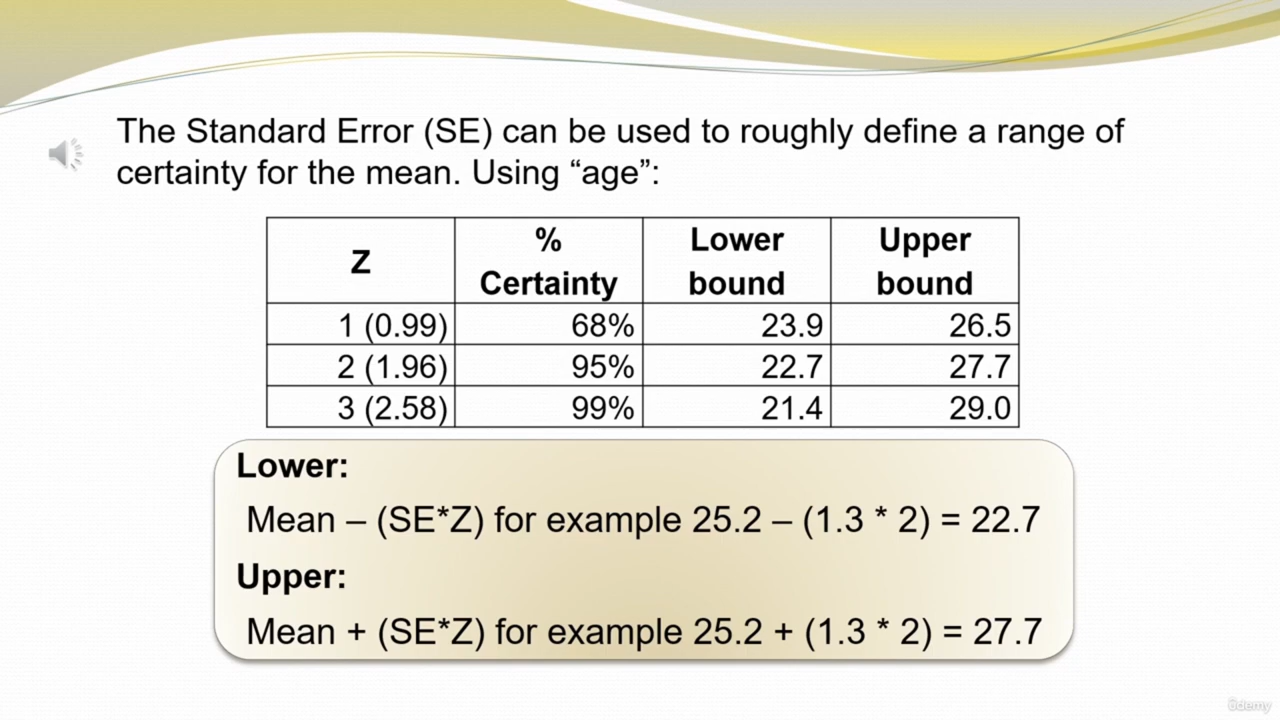 The Standard Error (SE) can be used to roughly define a range of
certainty for the mean. Using “age”:
Z % Certainty Lower bound Upper bound
1 (0.99) 68% 23.9 26.5
2 (1.96) 95% 22.7 27.7
3 (2.58) 99% 21.4 29.0
Lower:
Mean – (SE*Z) for example 25.2 – (1.3 * 2) = 22.7
Upper:
Mean + (SE*Z) for example 25.2 + (1.3 * 2) = 27.7
ûdemy